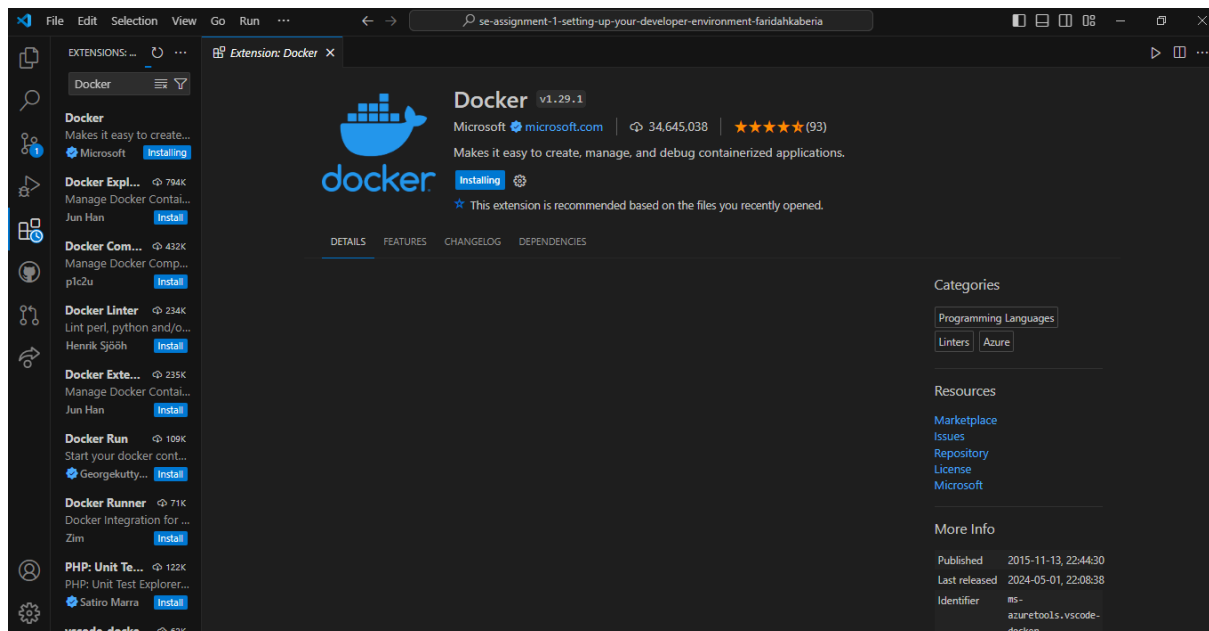 File Edit Selection View Go Run ···
se-assignment-1-setting-up-your-developer-environment-faridahkaberia
EXTENSIONS: ...
Docker
Docker
Makes it easy to create...
Microsoft Installing
Docker Expl... 794K
Manage Docker Contai...
Jun Han Install
Docker Com... 432K
Manage Docker Comp...
p1c2u Install
Docker Linter 234K
Lint perl, python and/o...
Henrik Sjööh Install
Docker Exte... 235K
Manage Docker Contai...
Jun Han Install
Docker Run 109K
Start your docker cont...
Georgekutty... Install
Docker Runner 71K
Docker Integration for ...
Zim Install
PHP: Unit Te... 122K
PHP: Unit Test Explorer...
Satiro Marra Install
1
Extension: Docker
docker
Docker v1.29.1
Microsoft microsoft.com 34,645,038 (93)
Makes it easy to create, manage, and debug containerized applications.
Installing
This extension is recommended based on the files you recently opened.
DETAILS FEATURES CHANGELOG DEPENDENCIES
Categories
Programming Languages
Linters Azure
Resources
Marketplace
Issues
Repository
License
Microsoft
More Info
Published 2015-11-13, 22:44:30
Last released 2024-05-01, 22:08:38
Identifier ms-
azuretools.vscode-